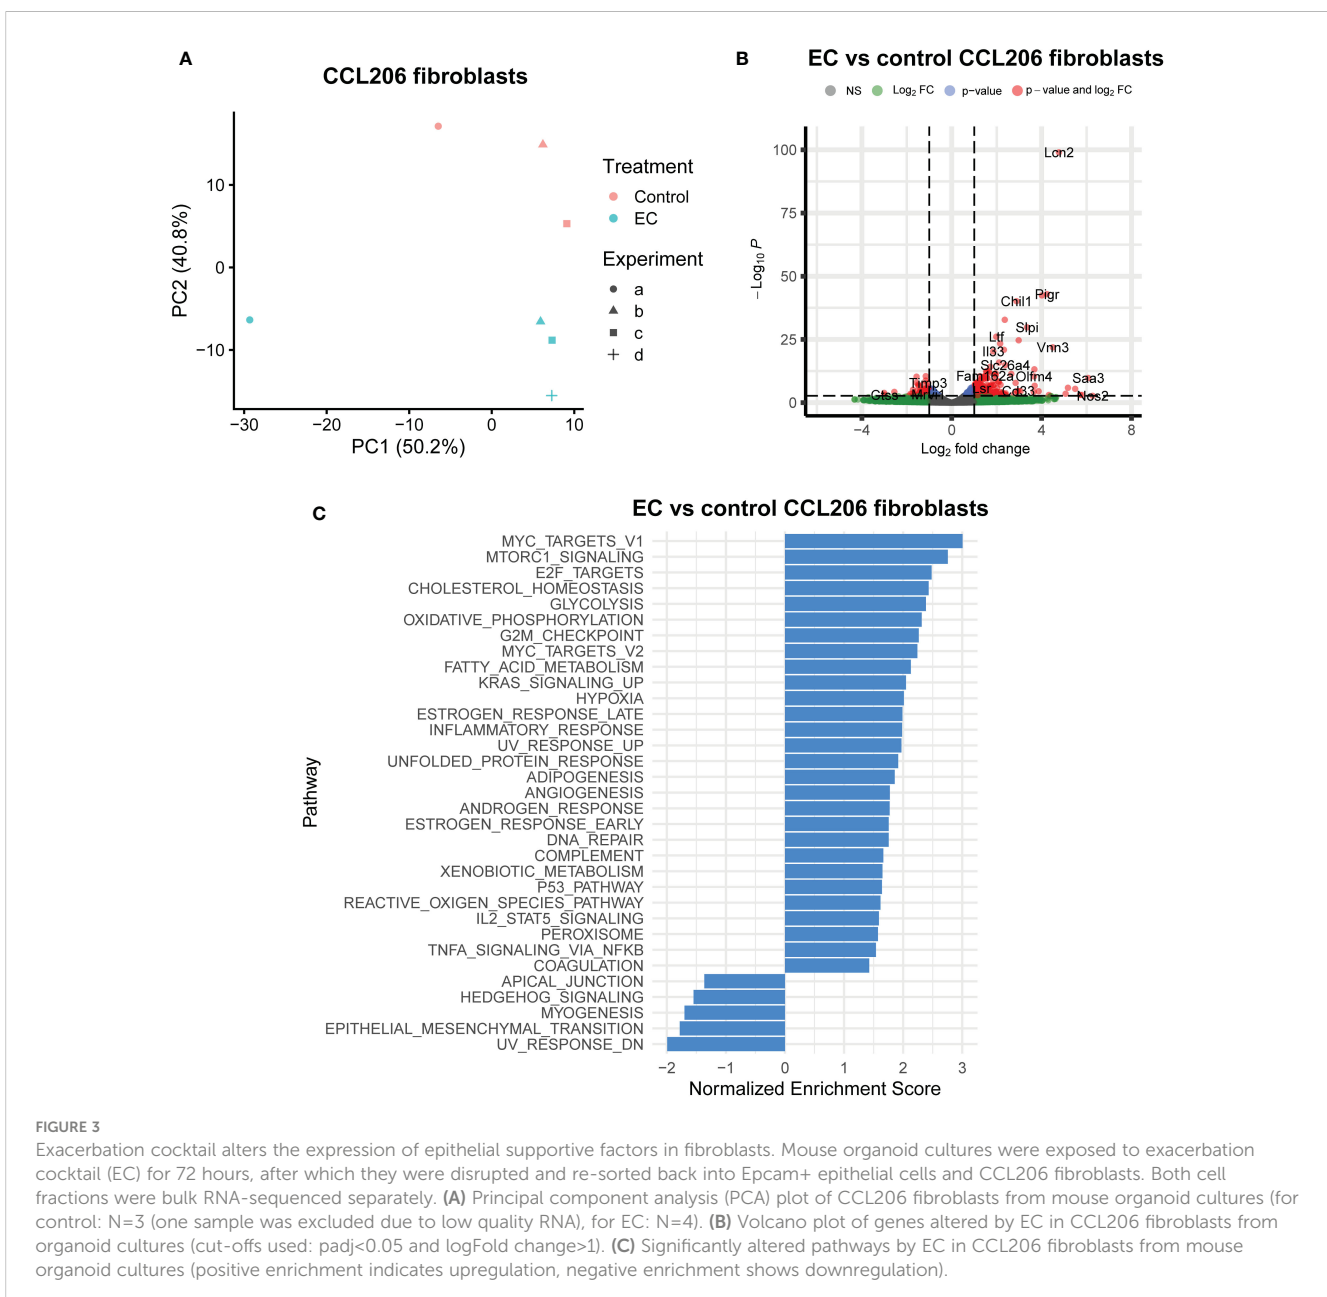 A
CCL206 fibroblasts
10
0
−10
PC2 (40.8%)
−30
−20
−10
0
10
PC1 (50.2%)
Treatment
Control
EC
Experiment
a
b
c
d
B
EC vs control CCL206 fibroblasts
NS
Log2 FC
p−value
p − value and log2 FC
100
75
50
25
0
−Log10 P
Lcn2
Pigr
Chil1
Slpi
Ltf
Vnn3
Il33
Slc26a4
Fam162a
Olfm4
Saa3
Timp3
Lsr
Cd33
Nos2
Ctss
Mrvi1
−4
0
4
8
Log2 fold change
C
EC vs control CCL206 fibroblasts
Pathway
MYC_TARGETS_V1
MTORC1_SIGNALING
E2F_TARGETS
CHOLESTEROL_HOMEOSTASIS
GLYCOLYSIS
OXIDATIVE_PHOSPHORYLATION
G2M_CHECKPOINT
MYC_TARGETS_V2
FATTY_ACID_METABOLISM
KRAS_SIGNALING_UP
HYPOXIA
ESTROGEN_RESPONSE_LATE
INFLAMMATORY_RESPONSE
UV_RESPONSE_UP
UNFOLDED_PROTEIN_RESPONSE
ADIPOGENESIS
ANGIOGENESIS
ANDROGEN_RESPONSE
ESTROGEN_RESPONSE_EARLY
DNA_REPAIR
COMPLEMENT
XENOBIOTIC_METABOLISM
P53_PATHWAY
REACTIVE_OXIGEN_SPECIES_PATHWAY
IL2_STAT5_SIGNALING
PEROXISOME
TNFA_SIGNALING_VIA_NFKB
COAGULATION
APICAL_JUNCTION
HEDGEHOG_SIGNALING
MYOGENESIS
EPITHELIAL_MESENCHYMAL_TRANSITION
UV_RESPONSE_DN
−2
−1
0
1
2
3
Normalized Enrichment Score
FIGURE 3
Exacerbation cocktail alters the expression of epithelial supportive factors in fibroblasts. Mouse organoid cultures were exposed to exacerbation
cocktail (EC) for 72 hours, after which they were disrupted and re-sorted back into Epcam+ epithelial cells and CCL206 fibroblasts. Both cell
fractions were bulk RNA-sequenced separately. (A) Principal component analysis (PCA) plot of CCL206 fibroblasts from mouse organoid cultures (for
control: N=3 (one sample was excluded due to low quality RNA), for EC: N=4). (B) Volcano plot of genes altered by EC in CCL206 fibroblasts from
organoid cultures (cut-offs used: padj<0.05 and logFold change>1). (C) Significantly altered pathways by EC in CCL206 fibroblasts from mouse
organoid cultures (positive enrichment indicates upregulation, negative enrichment shows downregulation).